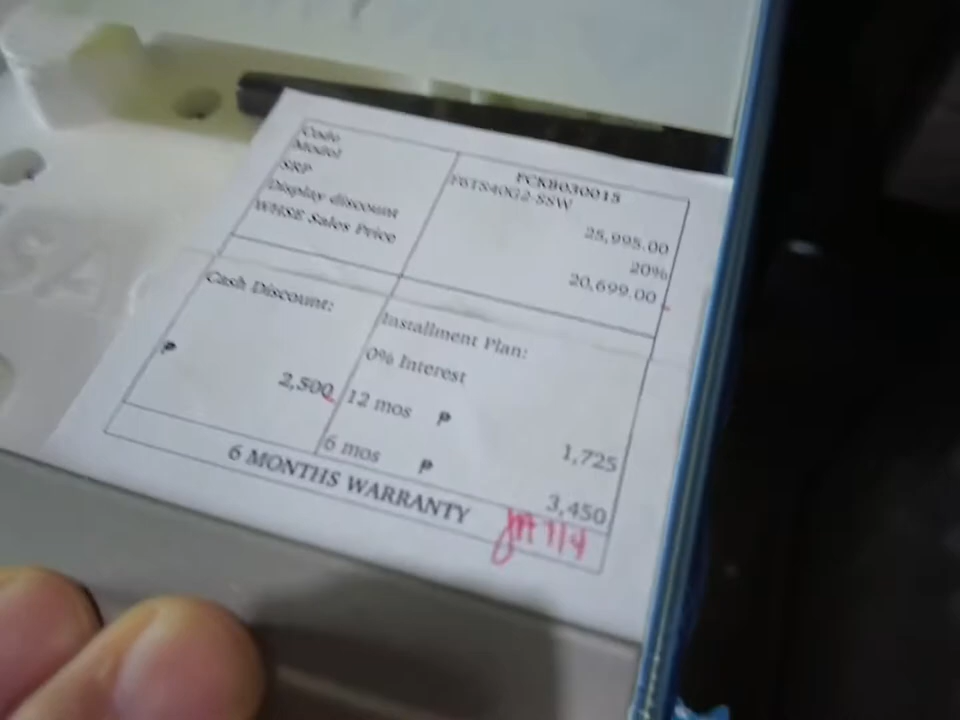 Code FCKB030015
Model F6TS40G2-SSW
SRP 25,995.00
Display discount 20%
WHSE Sales Price 20,699.00
Cash Discount:
₱ 2,500
Installment Plan:
0% Interest
12 mos ₱ 1,725
6 mos ₱ 3,450
6 MONTHS WARRANTY